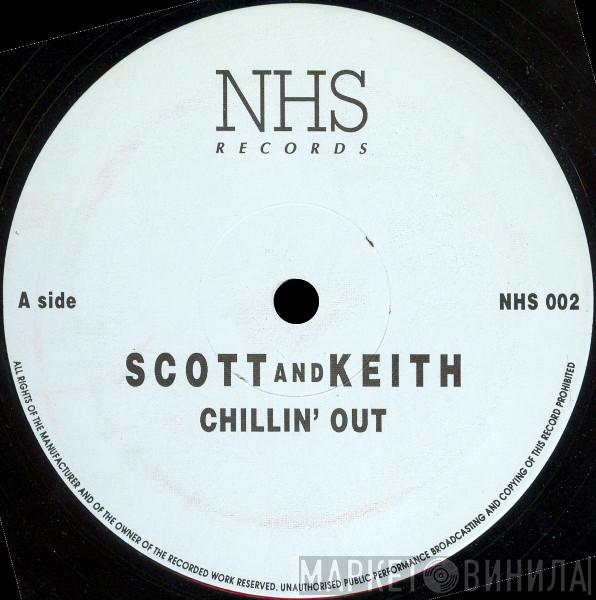 NHS
RECORDS
A side
NHS 002
SCOTT AND KEITH
CHILLIN' OUT
ALL RIGHTS OF THE MANUFACTURER AND OF THE OWNER OF THE RECORDED WORK RESERVED. UNAUTHORISED PUBLIC PERFORMANCE BROADCASTING AND COPYING OF THIS RECORD PROHIBITED
МАРКЕТ ВИНИЛА